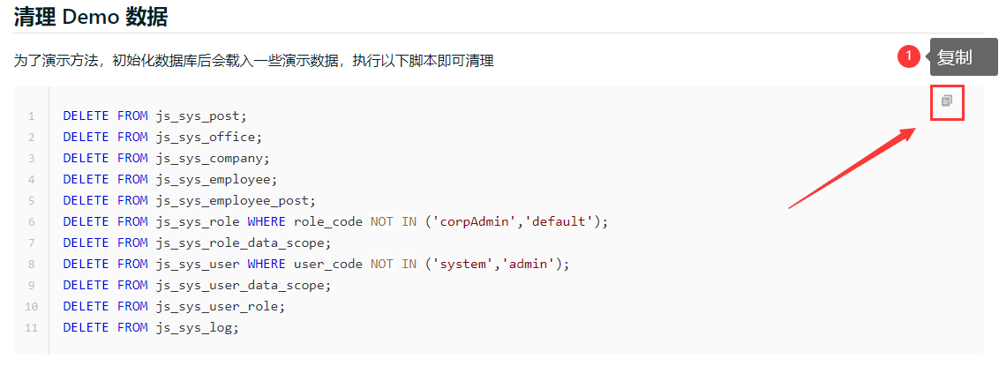 清理 Demo 数据
为了演示方法，初始化数据库后会载入一些演示数据，执行以下脚本即可清理
1 复制
1 DELETE FROM js_sys_post;
2 DELETE FROM js_sys_office;
3 DELETE FROM js_sys_company;
4 DELETE FROM js_sys_employee;
5 DELETE FROM js_sys_employee_post;
6 DELETE FROM js_sys_role WHERE role_code NOT IN ('corpAdmin','default');
7 DELETE FROM js_sys_role_data_scope;
8 DELETE FROM js_sys_user WHERE user_code NOT IN ('system','admin');
9 DELETE FROM js_sys_user_data_scope;
10 DELETE FROM js_sys_user_role;
11 DELETE FROM js_sys_log;